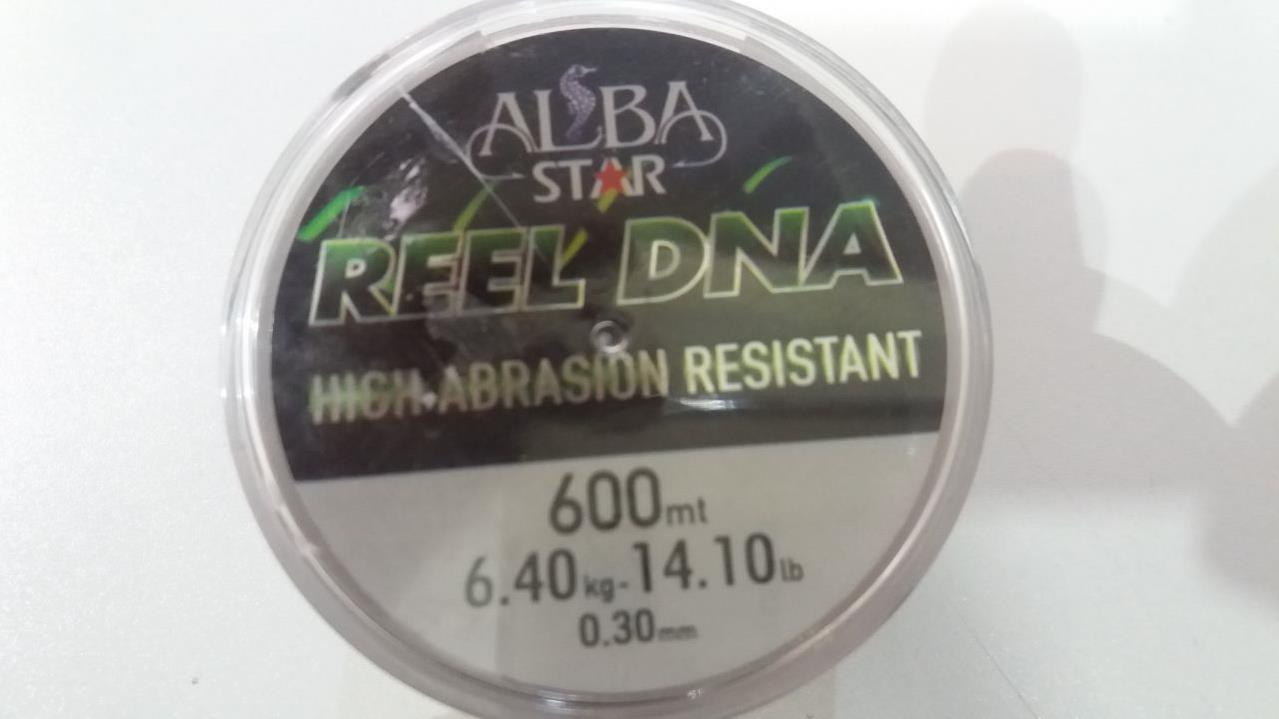 ALBA
STAR
REEL DNA
HIGH ABRASION RESISTANT
600mt
6.40kg-14.10lb
0.30mm